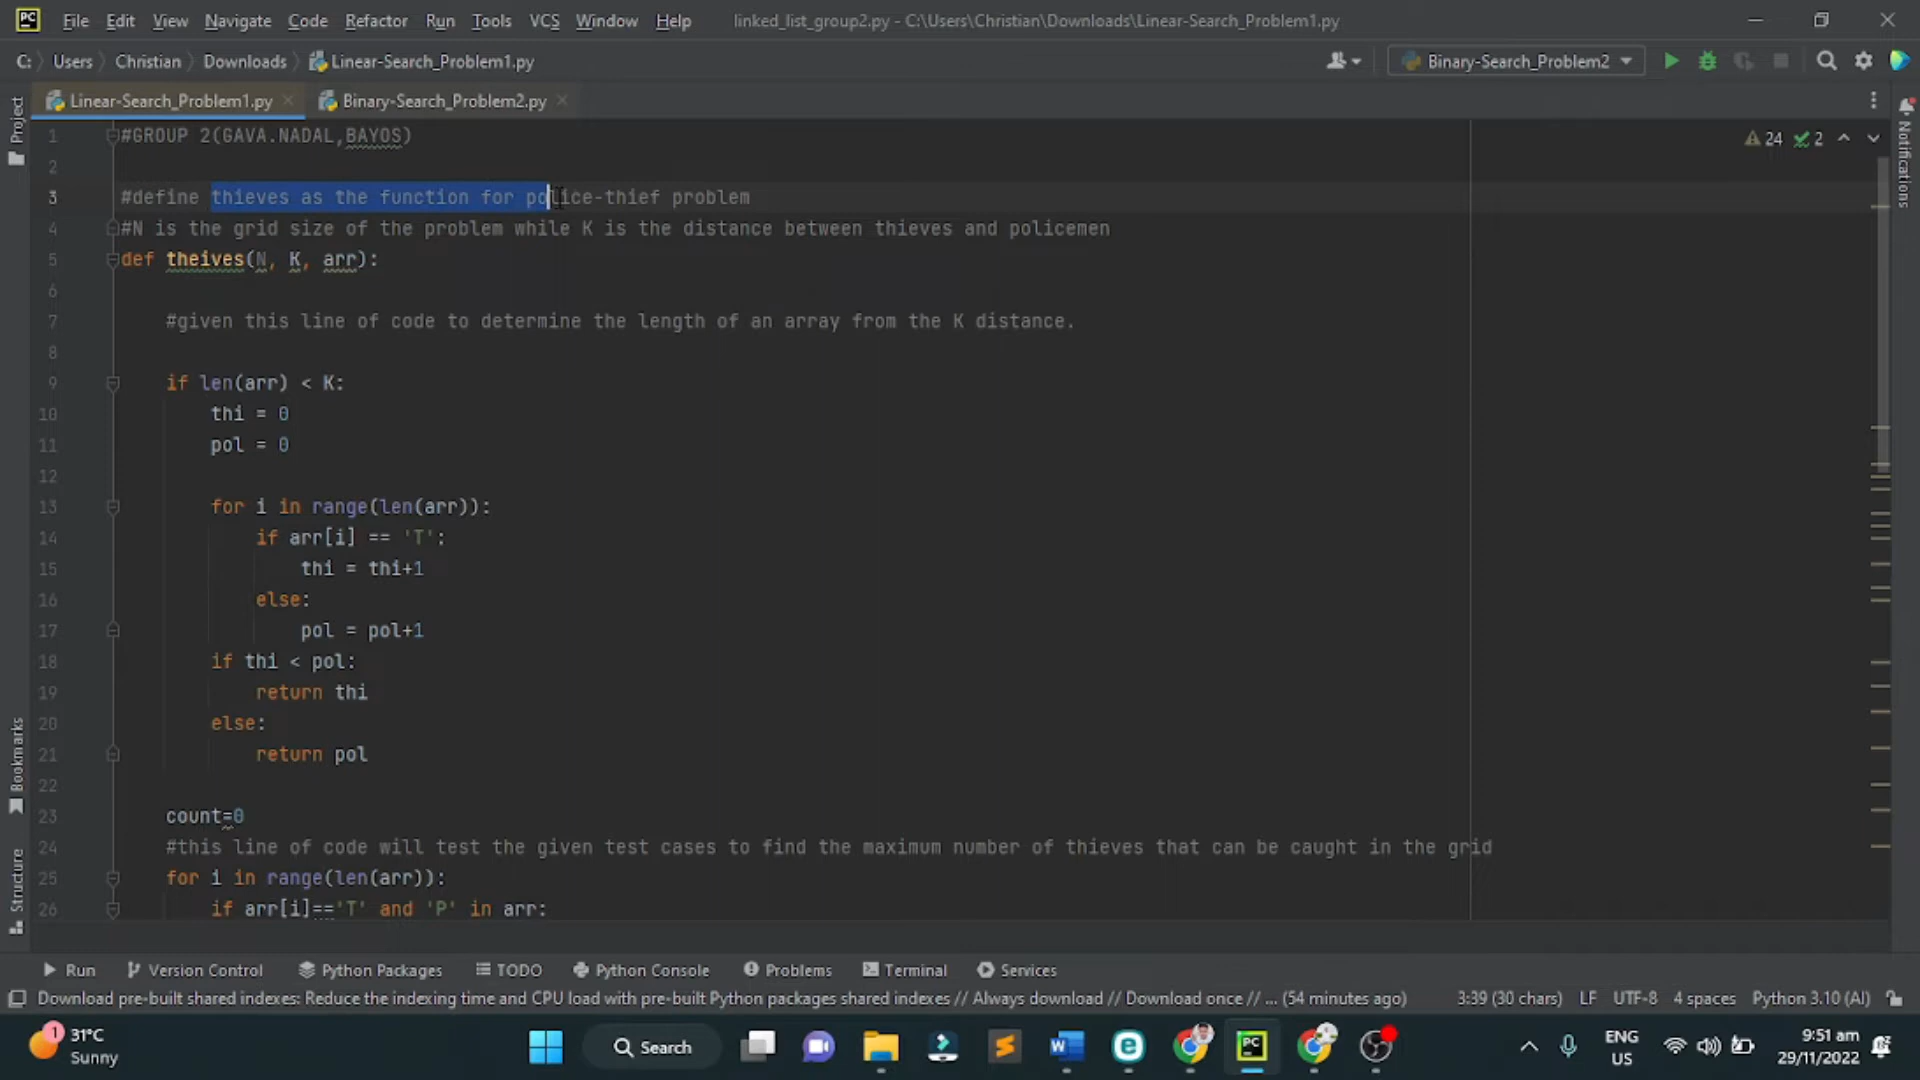 File Edit View Navigate Code Refactor Run Tools VCS Window Help linked_list_group2.py - C:\Users\Christian\Downloads\Linear-Search_Problem1.py
C: Users Christian Downloads Linear-Search_Problem1.py Binary-Search_Problem2
Linear-Search_Problem1.py Binary-Search_Problem2.py
Project
Notifications
24 2
1 #GROUP 2(GAVA.NADAL,BAYOS)
2
3 #define thieves as the function for police-thief problem
4 #N is the grid size of the problem while K is the distance between thieves and policemen
5 def theives(N, K, arr):
6
7 #given this line of code to determine the length of an array from the K distance.
8
9 if len(arr) < K:
10 thi = 0
11 pol = 0
12
13 for i in range(len(arr)):
14 if arr[i] == 'T':
15 thi = thi+1
16 else:
17 pol = pol+1
18 if thi < pol:
19 return thi
20 else:
21 return pol
22
23 count=0
24 #this line of code will test the given test cases to find the maximum number of thieves that can be caught in the grid
25 for i in range(len(arr)):
26 if arr[i]=='T' and 'P' in arr:
Bookmarks
Structure
Run Version Control Python Packages TODO Python Console Problems Terminal Services
Download pre-built shared indexes: Reduce the indexing time and CPU load with pre-built Python packages shared indexes // Always download // Download once // ... (54 minutes ago) 3:39 (30 chars) LF UTF-8 4 spaces Python 3.10 (AI)
1 31°C
Sunny
Search
ENG
US
9:51 am
29/11/2022